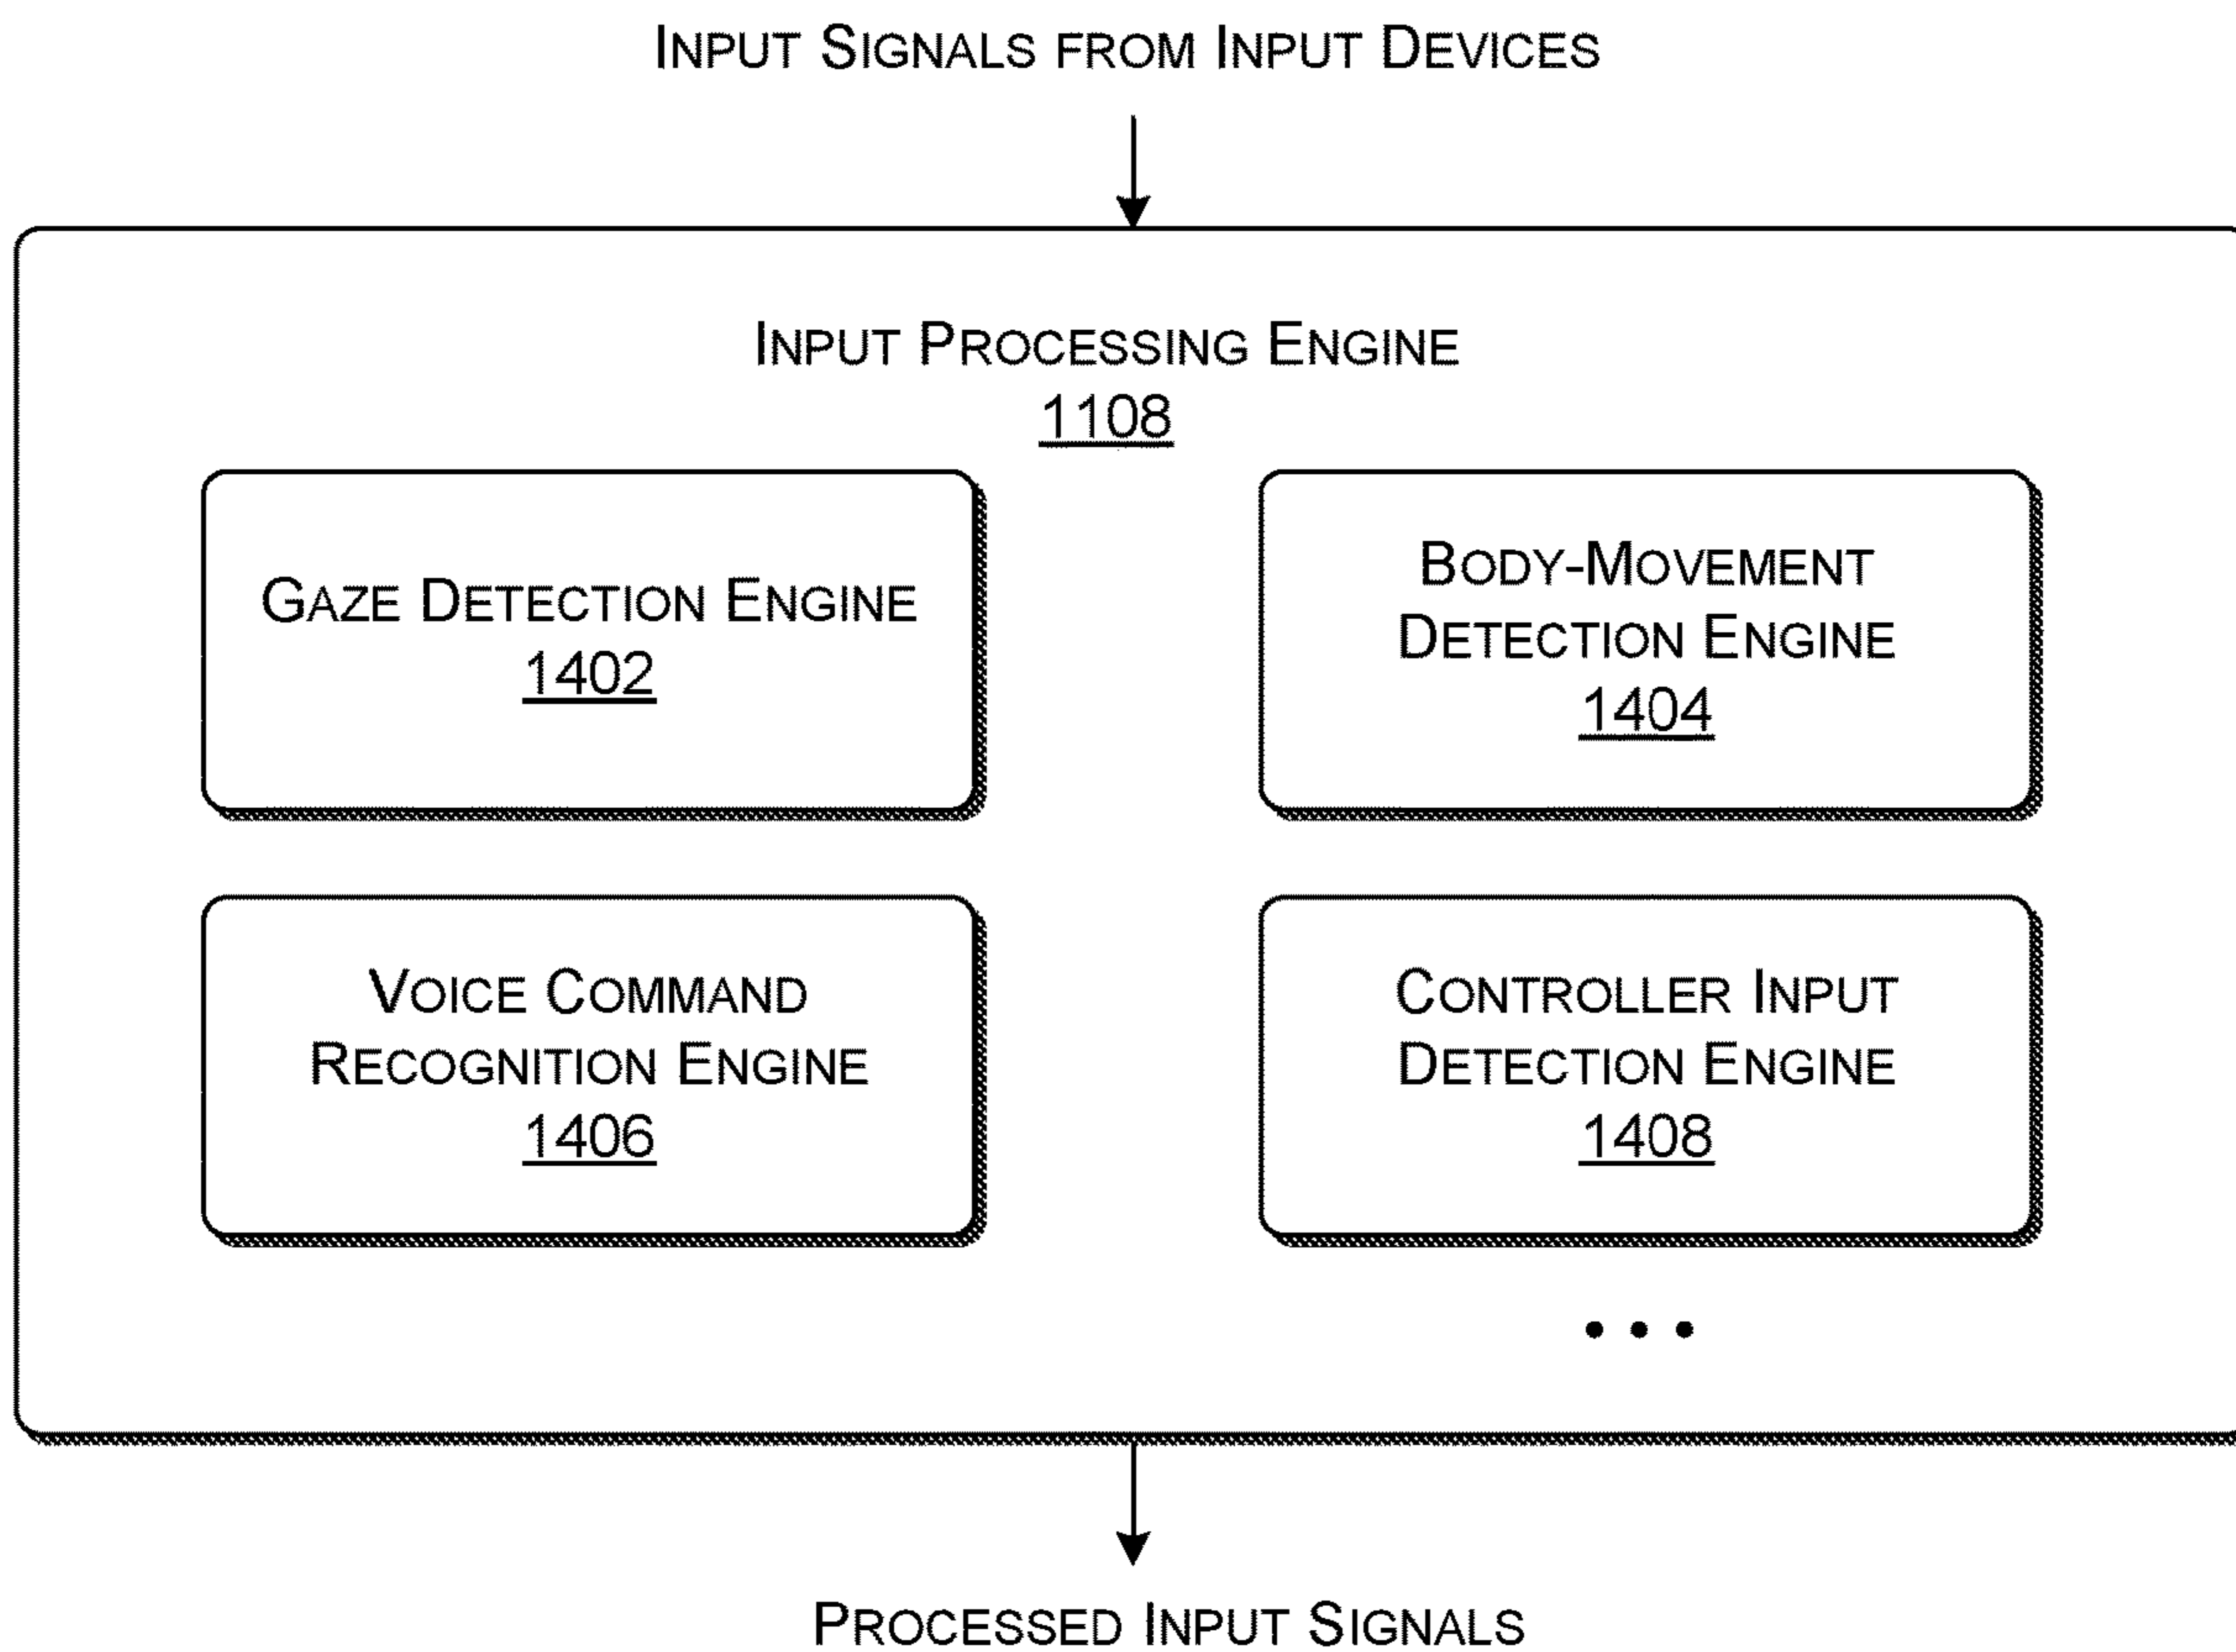 INPUT SIGNALS FROM INPUT DEVICES
INPUT PROCESSING ENGINE
1108
GAZE DETECTION ENGINE
1402
BODY-MOVEMENT
DETECTION ENGINE
1404
VOICE COMMAND
RECOGNITION ENGINE
1406
CONTROLLER INPUT
DETECTION ENGINE
1408
• • •
PROCESSED INPUT SIGNALS